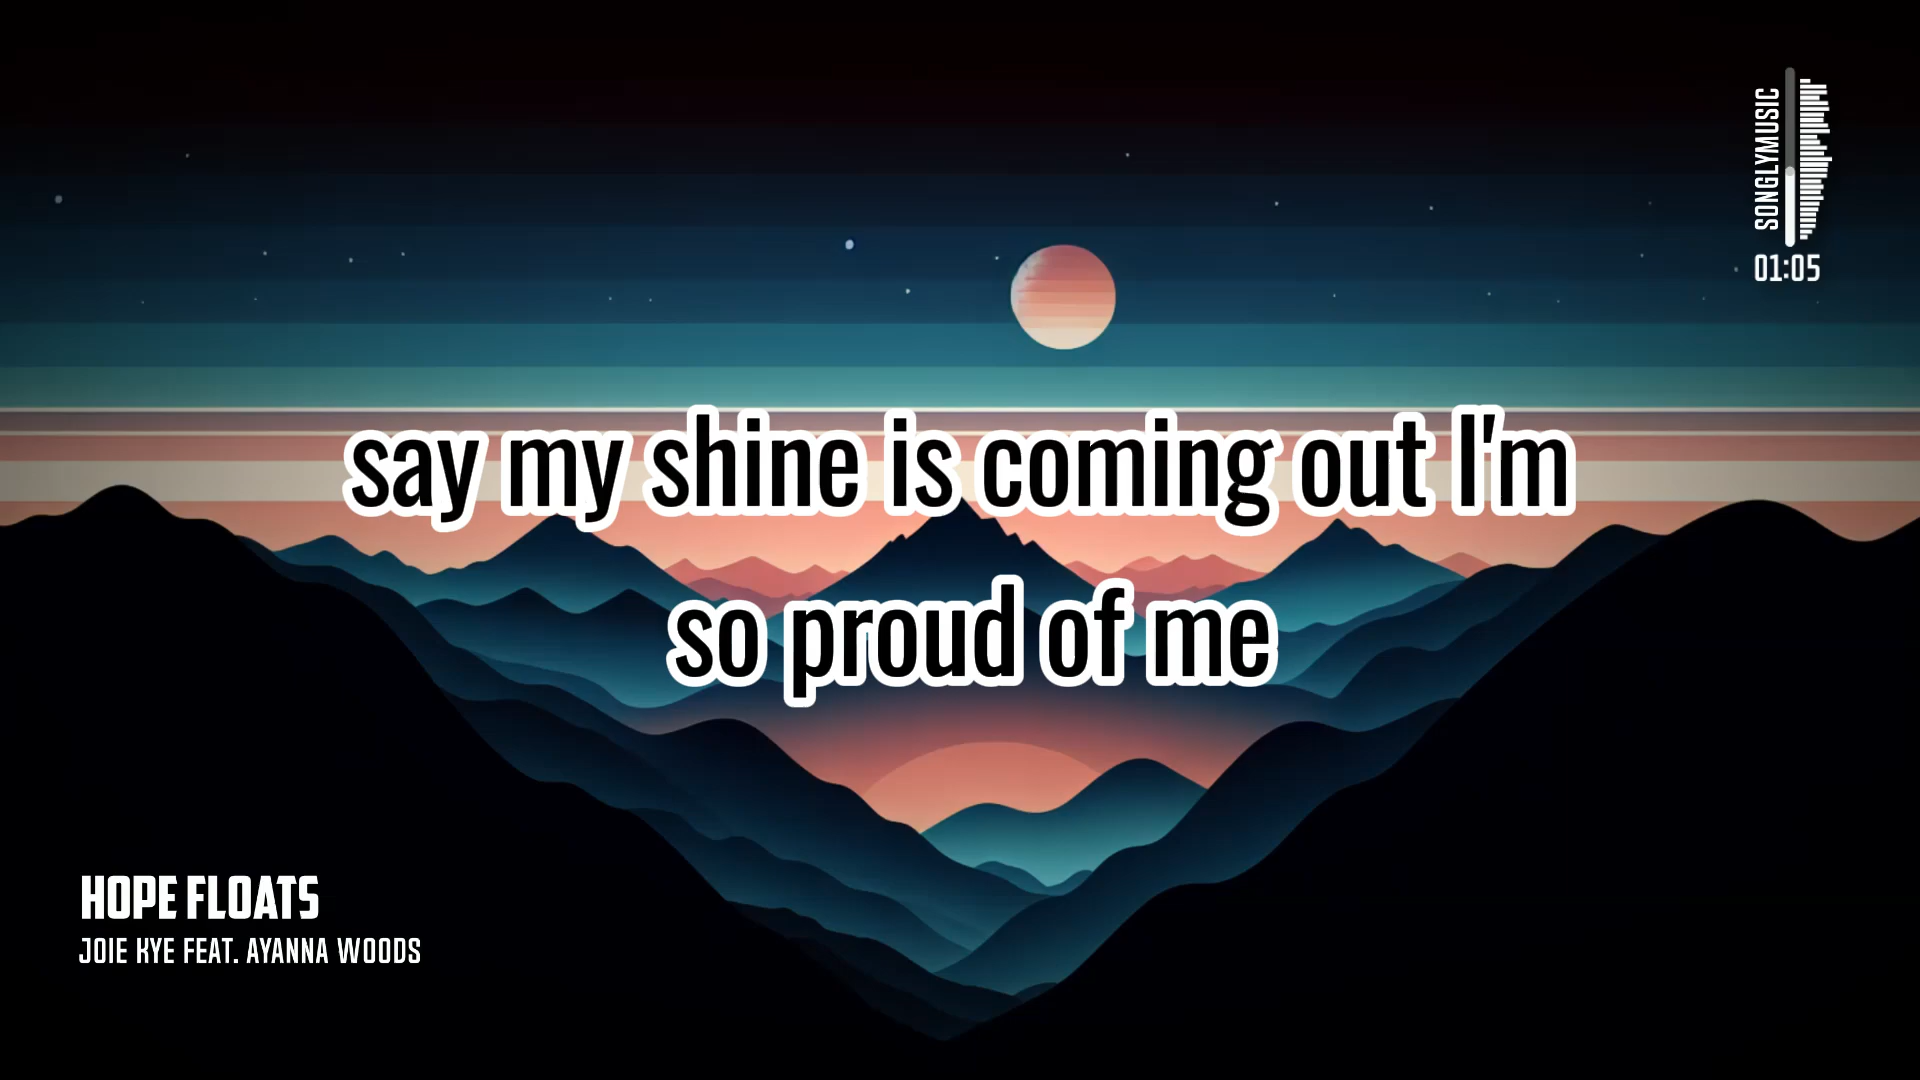 SONGLYMUSIC
01:05
say my shine is coming out I'm
so proud of me
HOPE FLOATS
JOIE KYE FEAT. AYANNA WOODS